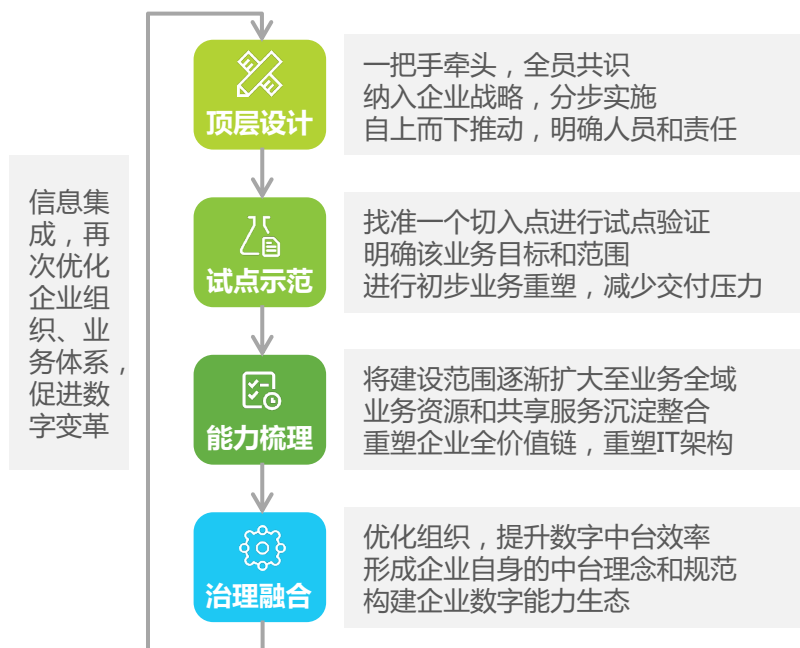 顶层设计
一把手牵头，全员共识
纳入企业战略，分步实施
自上而下推动，明确人员和责任
信息集
成，再
次优化
企业组
织、业
务体系，
促进数
字变革
试点示范
找准一个切入点进行试点验证
明确该业务目标和范围
进行初步业务重塑，减少交付压力
能力梳理
将建设范围逐渐扩大至业务全域
业务资源和共享服务沉淀整合
重塑企业全价值链，重塑IT架构
治理融合
优化组织，提升数字中台效率
形成企业自身的中台理念和规范
构建企业数字能力生态